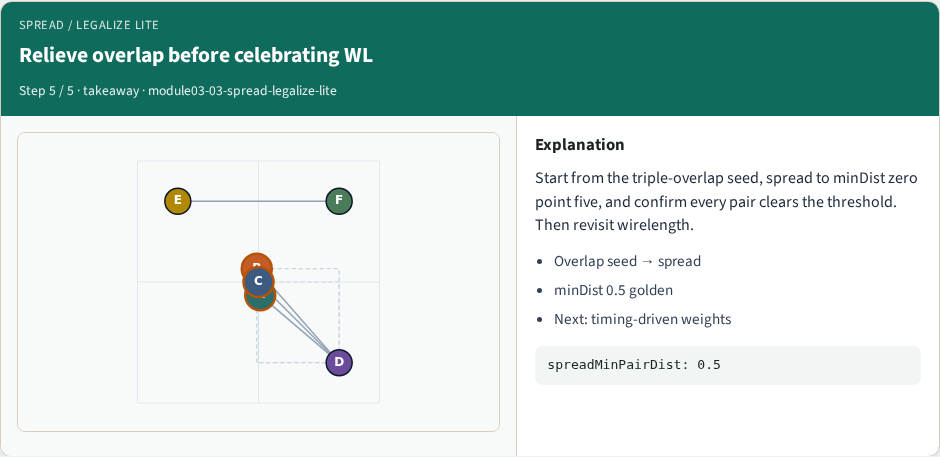 SPREAD / LEGALIZE LITE
Relieve overlap before celebrating WL
Step 5 / 5 · takeaway · module03-03-spread-legalize-lite
E
F
C
D
Explanation
Start from the triple-overlap seed, spread to minDist zero
point five, and confirm every pair clears the threshold.
Then revisit wirelength.
• Overlap seed → spread
• minDist 0.5 golden
• Next: timing-driven weights
spreadMinPairDist: 0.5